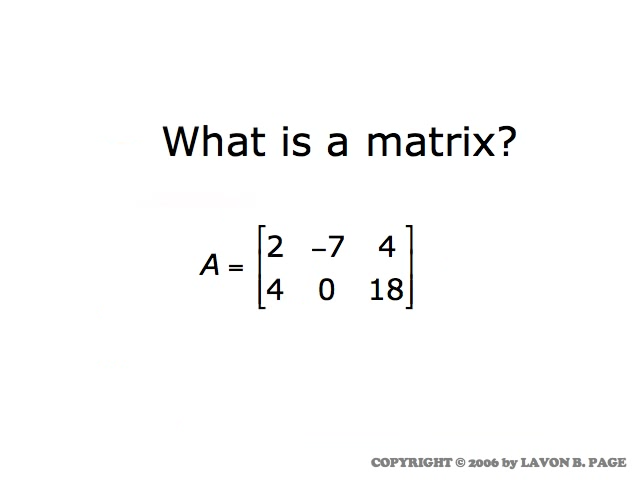 What is a matrix?
A = [2 –7 4
4 0 18]
COPYRIGHT © 2006 by LAVON B. PAGE